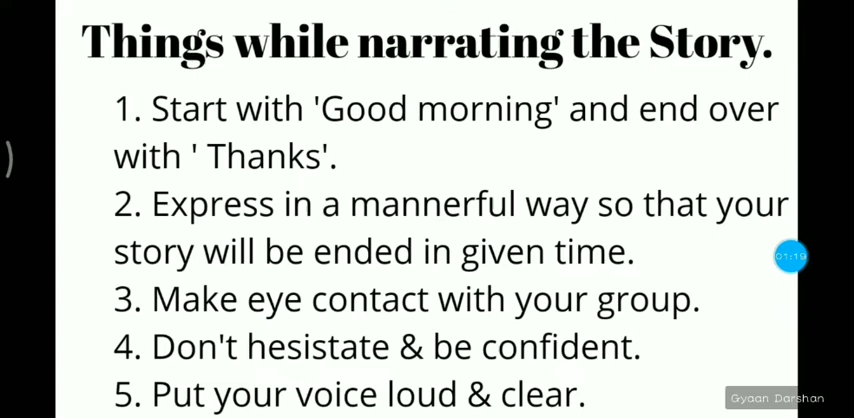 Things while narrating the Story.
1. Start with 'Good morning' and end over
with ' Thanks'.
2. Express in a mannerful way so that your
story will be ended in given time.
3. Make eye contact with your group.
4. Don't hesistate & be confident.
5. Put your voice loud & clear.
01:19
Gyaan Darshan